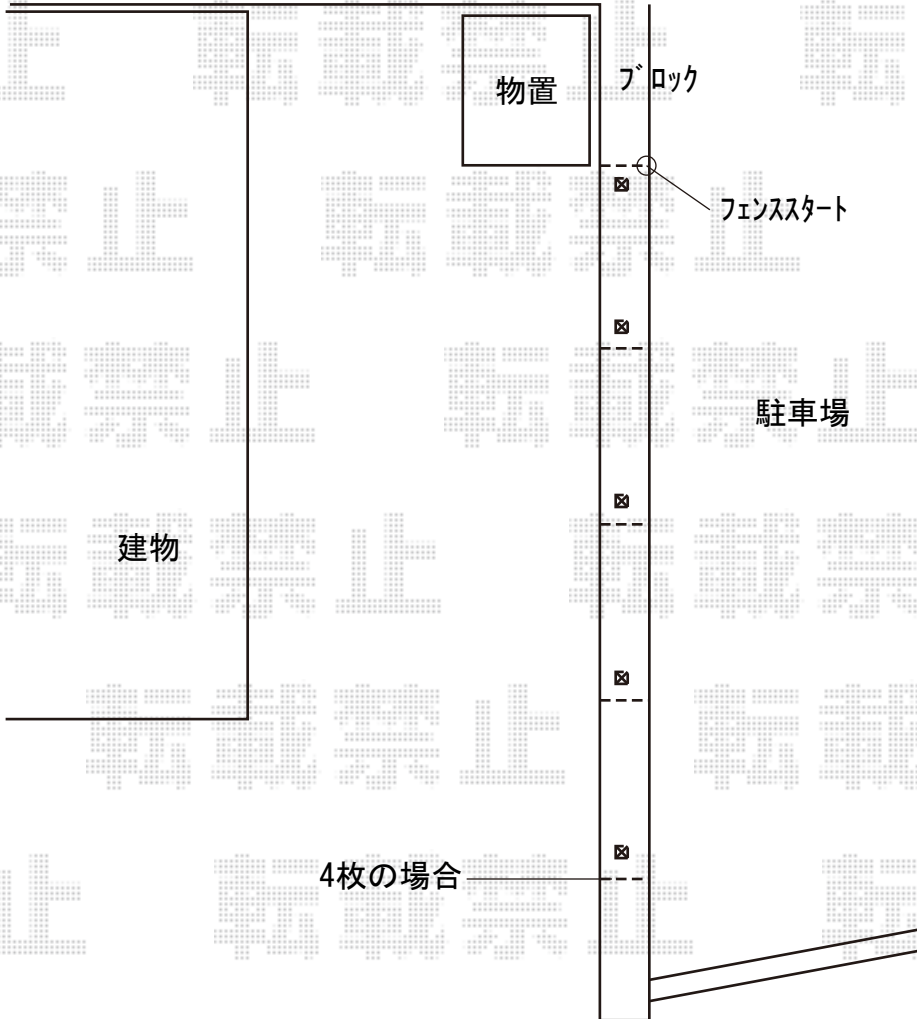 物置
ﾌﾞﾛｯｸ
ﾌｪﾝｽｽﾀｰﾄ
駐車場
建物
4枚の場合
転載禁止